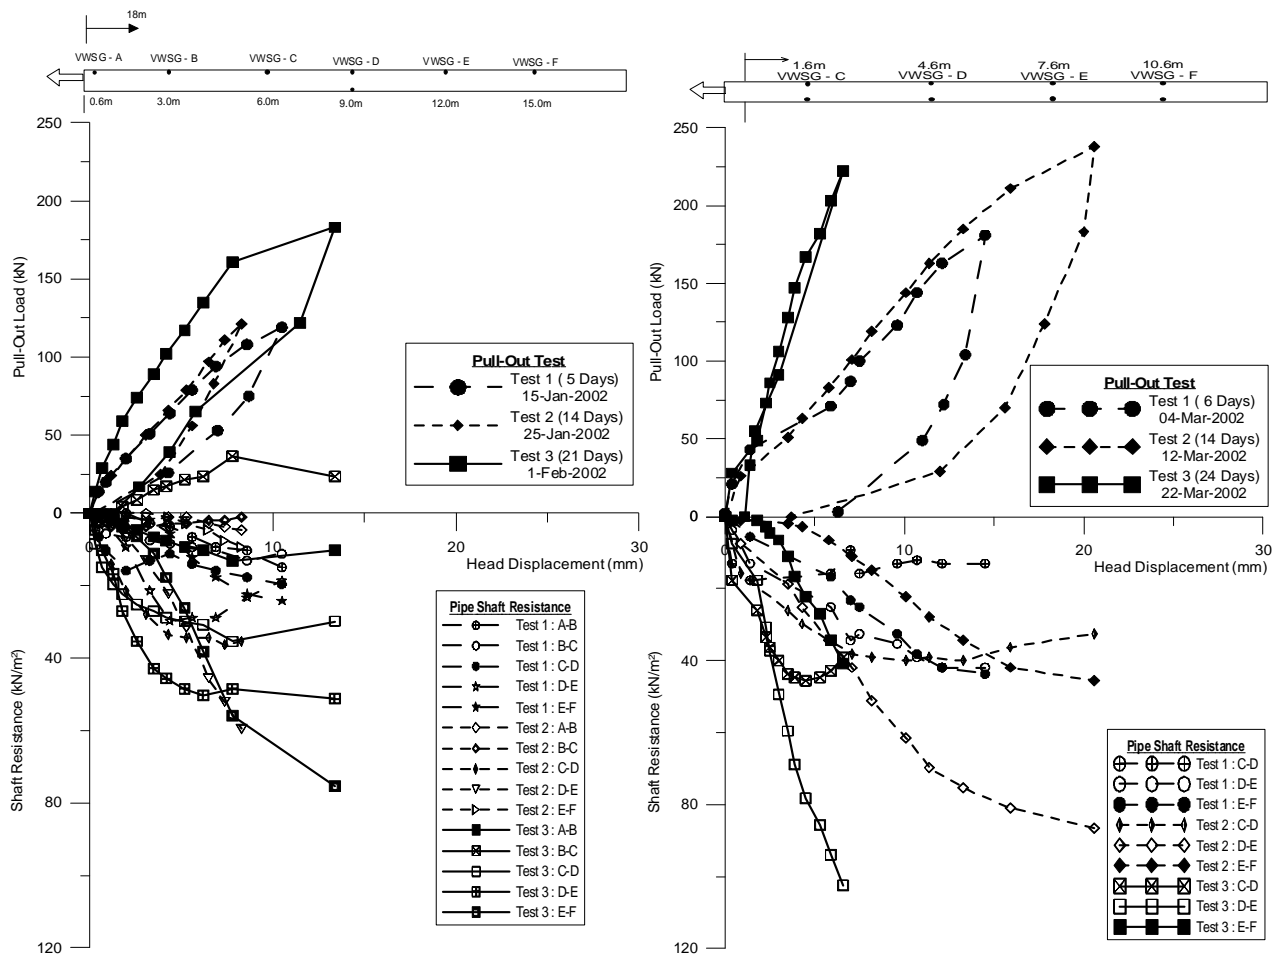 18m
VWSG - A VWSG - B VWSG - C VWSG - D VWSG - E VWSG - F
0.6m 3.0m 6.0m 9.0m 12.0m 15.0m
250
200
150
100
50
0
0 10 20 30
40
80
120
Pull-Out Load (kN)
Shaft Resistance (kN/m²)
Head Displacement (mm)
Pull-Out Test
Test 1 ( 5 Days)
15-Jan-2002
Test 2 (14 Days)
25-Jan-2002
Test 3 (21 Days)
1-Feb-2002
Pipe Shaft Resistance
Test 1 : A-B
Test 1 : B-C
Test 1 : C-D
Test 1 : D-E
Test 1 : E-F
Test 2 : A-B
Test 2 : B-C
Test 2 : C-D
Test 2 : D-E
Test 2 : E-F
Test 3 : A-B
Test 3 : B-C
Test 3 : C-D
Test 3 : D-E
Test 3 : E-F
1.6m 4.6m 7.6m 10.6m
VWSG - C VWSG - D VWSG - E VWSG - F
250
200
150
100
50
0
0 10 20 30
40
80
120
Pull-Out Load (kN)
Shaft Resistance (kN/m²)
Head Displacement (mm)
Pull-Out Test
Test 1 ( 6 Days)
04-Mar-2002
Test 2 (14 Days)
12-Mar-2002
Test 3 (24 Days)
22-Mar-2002
Pipe Shaft Resistance
Test 1 : C-D
Test 1 : D-E
Test 1 : E-F
Test 2 : C-D
Test 2 : D-E
Test 2 : E-F
Test 3 : C-D
Test 3 : D-E
Test 3 : E-F